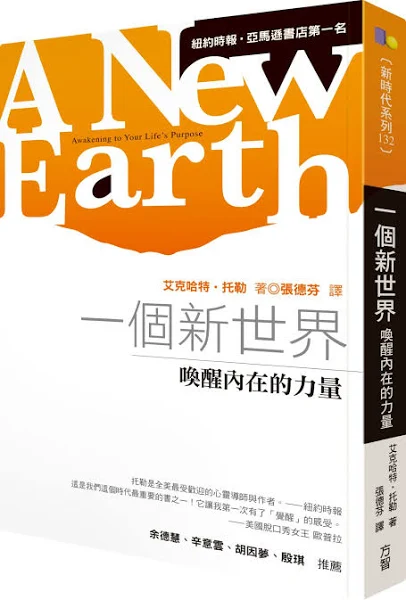 紐約時報・亞馬遜書店第一名
A New
Awakening to Your Life's Purpose
Earth
艾克哈特・托勒 著◎張德芬 譯
一個新世界
喚醒內在的力量
托勒是全美最受歡迎的心靈導師與作者。——紐約時報
這是我們這個時代最重要的書之一！它讓我第一次有了「覺醒」的感受。
——美國脫口秀女王 歐普拉
余德慧、辛意雲、胡因夢、殷琪 推薦
〔新時代系列132〕
一個新世界
喚醒內在的力量
艾克哈特・托勒 著
張德芬 譯
方智